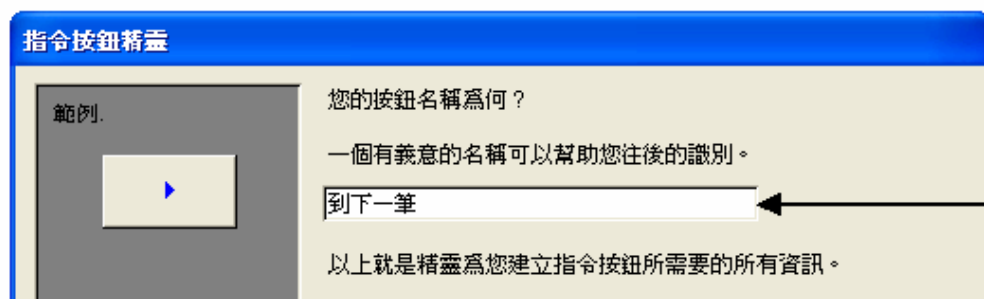 指令按鈕精靈
範例.
您的按鈕名稱爲何？
一個有義意的名稱可以幫助您往後的識別。
到下一筆
以上就是精靈爲您建立指令按鈕所需要的所有資訊。